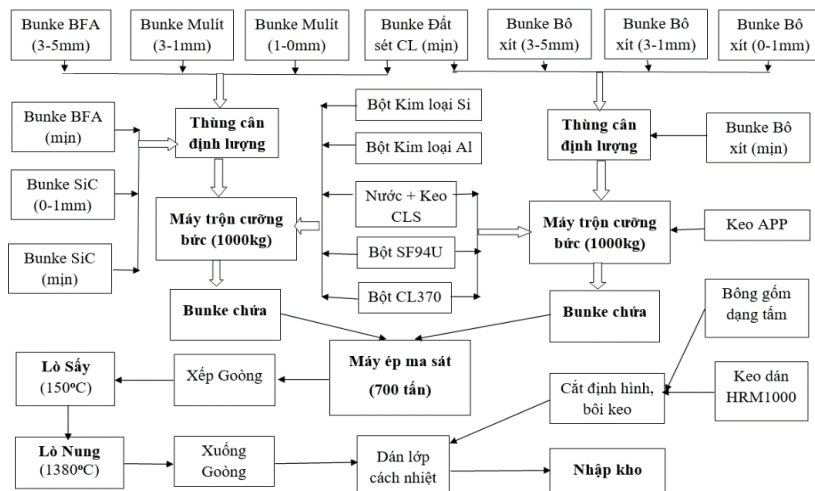 Bunke BFA
(3-5mm)
Bunke Mulít
(3-1mm)
Bunke Mulít
(1-0mm)
Bunke Đất
sét CL (mịn)
Bunke Bô
xít (3-5mm)
Bunke Bô
xít (3-1mm)
Bunke Bô
xít (0-1mm)
Bunke BFA
(mịn)
Thùng cân
định lượng
Bột Kim loại Si
Bột Kim loại Al
Thùng cân
định lượng
Bunke Bô
xít (mịn)
Bunke SiC
(0-1mm)
Máy trộn cưỡng
bức (1000kg)
Nước + Keo
CLS
Máy trộn cưỡng
bức (1000kg)
Keo APP
Bunke SiC
(mịn)
Bột SF94U
Bột CL370
Bunke chứa
Bunke chứa
Bông gốm
dạng tấm
Lò Sấy
(150°C)
Xếp Goòng
Máy ép ma sát
(700 tấn)
Cắt định hình,
bôi keo
Keo dán
HRM1000
Lò Nung
(1380°C)
Xuống
Goòng
Dán lớp
cách nhiệt
Nhập kho